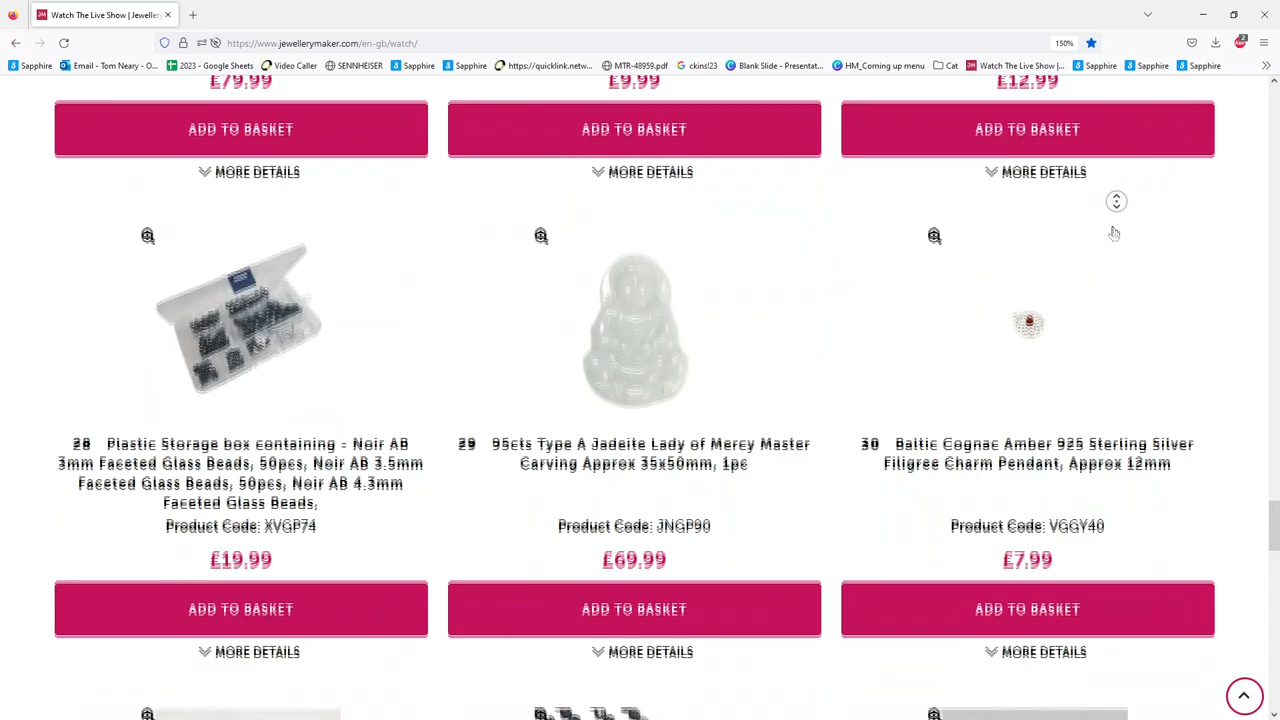 Watch The Live Show | Jeweller
https://www.jewellerymaker.com/en-gb/watch/
150%
2
Sapphire
Email - Tom Neary - O...
2023 - Google Sheets
Video Caller
SENNHEISER
Sapphire
Sapphire
https://quicklink.netw...
MTR-48959.pdf
ckins123
Blank Slide - Presentat...
HM_Coming up menu
Cat
Watch The Live Show |...
Sapphire
Sapphire
Sapphire
£79.99
£9.99
£12.99
ADD TO BASKET
ADD TO BASKET
ADD TO BASKET
MORE DETAILS
MORE DETAILS
MORE DETAILS
28 Plastic Storage box containing - Noir AB
3mm Faceted Glass Beads, 50pcs, Noir AB 3.5mm
Faceted Glass Beads, 50pcs, Noir AB 4.3mm
Faceted Glass Beads,
Product Code: XVGP74
£19.99
ADD TO BASKET
MORE DETAILS
29 95cts Type A Jadeite Lady of Mercy Master
Carving Approx 35x50mm, 1pc
Product Code: JNGP90
£69.99
ADD TO BASKET
MORE DETAILS
30 Baltic Cognac Amber 925 Sterling Silver
Filigree Charm Pendant, Approx 12mm
Product Code: VGGY40
£7.99
ADD TO BASKET
MORE DETAILS